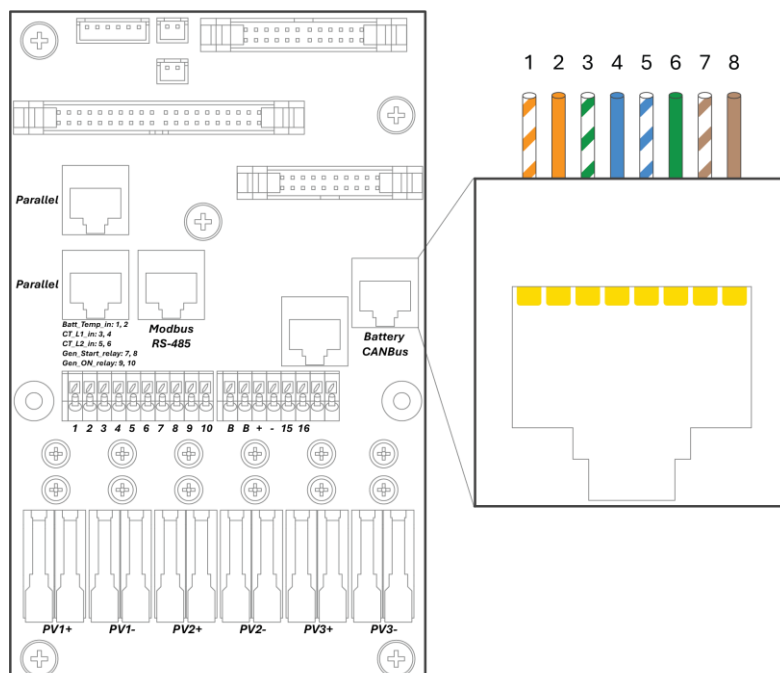 1 2 3 4 5 6 7 8
Parallel
Parallel
Batt_Temp_in: 1, 2
CT_L1_in: 3, 4
CT_L2_in: 5, 6
Gen_Start_relay: 7, 8
Gen_ON_relay: 9, 10
Modbus
RS-485
Battery
CANBus
1 2 3 4 5 6 7 8 9 10 B B + - 15 16
PV1+ PV1- PV2+ PV2- PV3+ PV3-